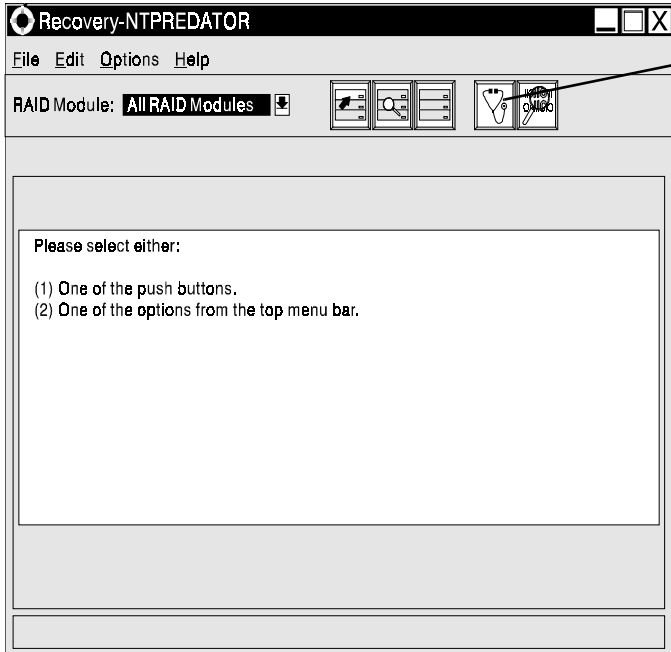 Recovery-NTPREDATOR
File Edit Options Help
RAID Module: All RAID Modules
Please select either:
(1) One of the push buttons.
(2) One of the options from the top menu bar.